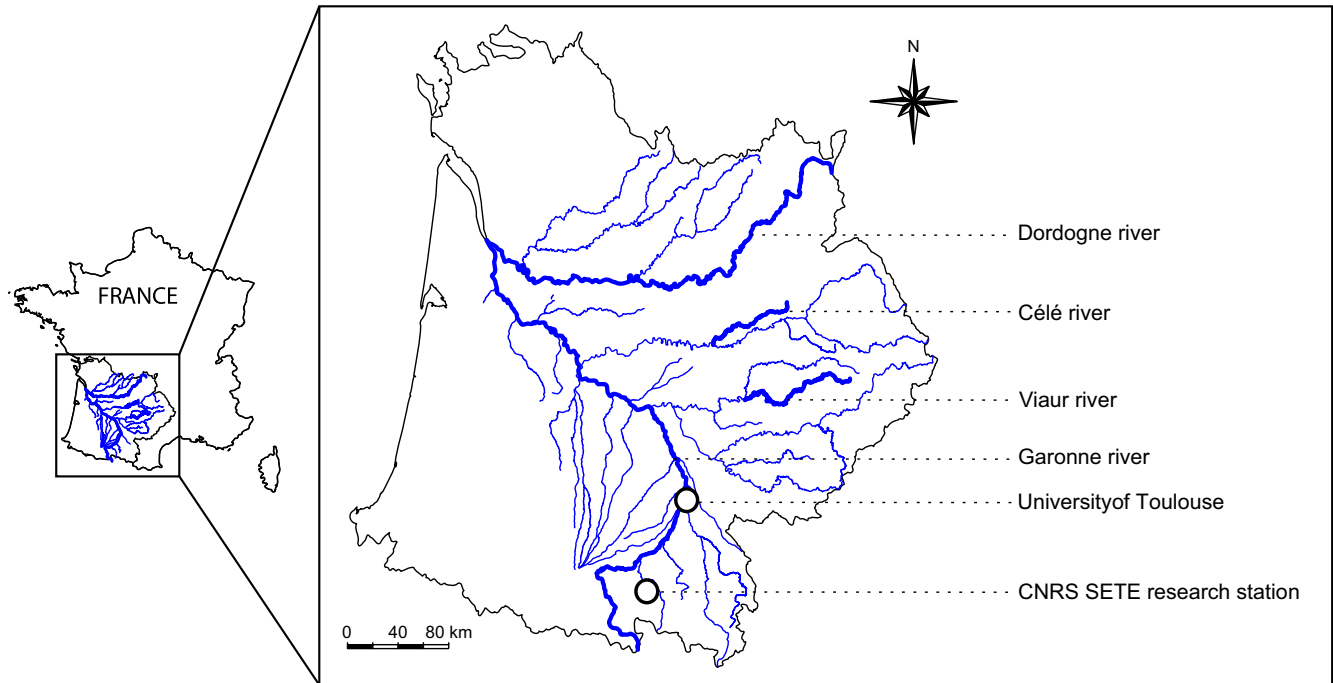 N
FRANCE
Dordogne river
Célé river
Viaur river
Garonne river
Universityof Toulouse
CNRS SETE research station
0 40 80 km